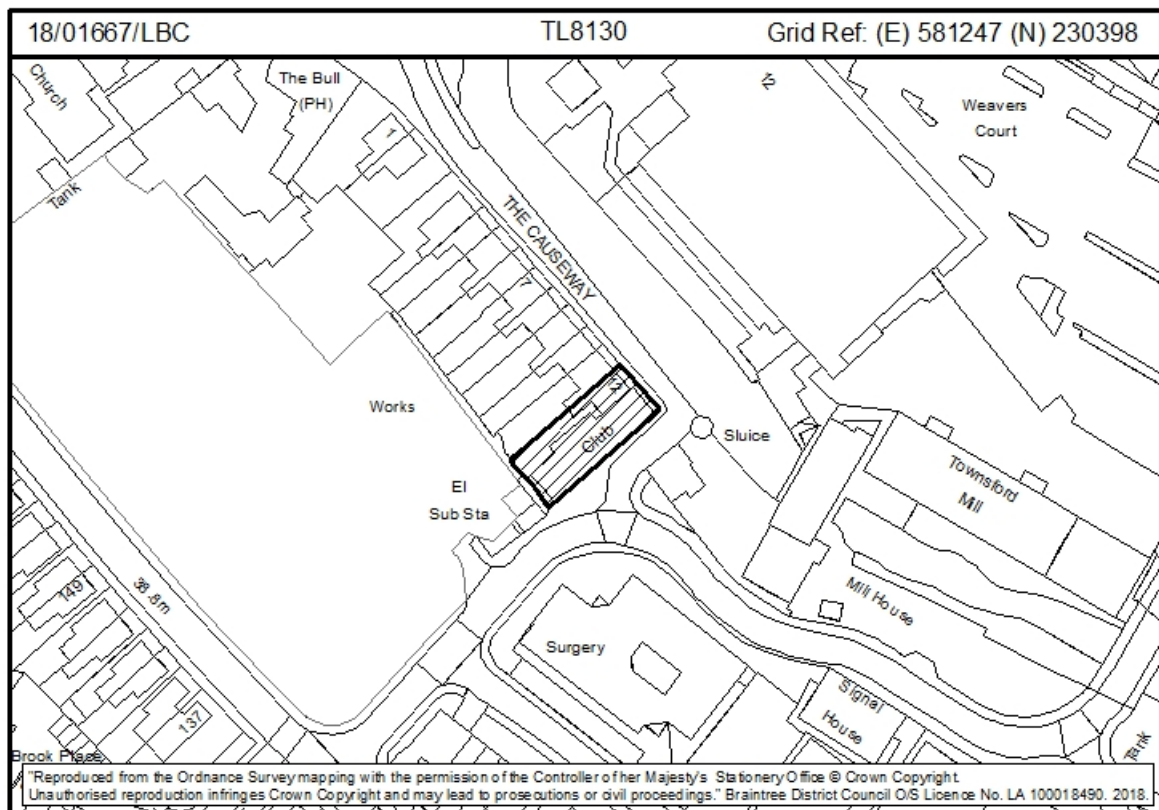 18/01667/LBC TL8130 Grid Ref: (E) 581247 (N) 230398
Church
The Bull
(PH)
12
Weavers
Court
1
Tank
THE CAUSEWAY
7
12
Works
Club
Sluice
El
Sub Sta
Townsford
Mill
149
38.8m
Mill House
Surgery
Signal
House
137
Tank
Brook Place
"Reproduced from the Ordnance Survey mapping with the permission of the Controller of her Majesty's Stationery Office © Crown Copyright.
Unauthorised reproduction infringes Crown Copyright and may lead to prosecutions or civil proceedings." Braintree District Council O/S Licence No. LA 100018490. 2018.